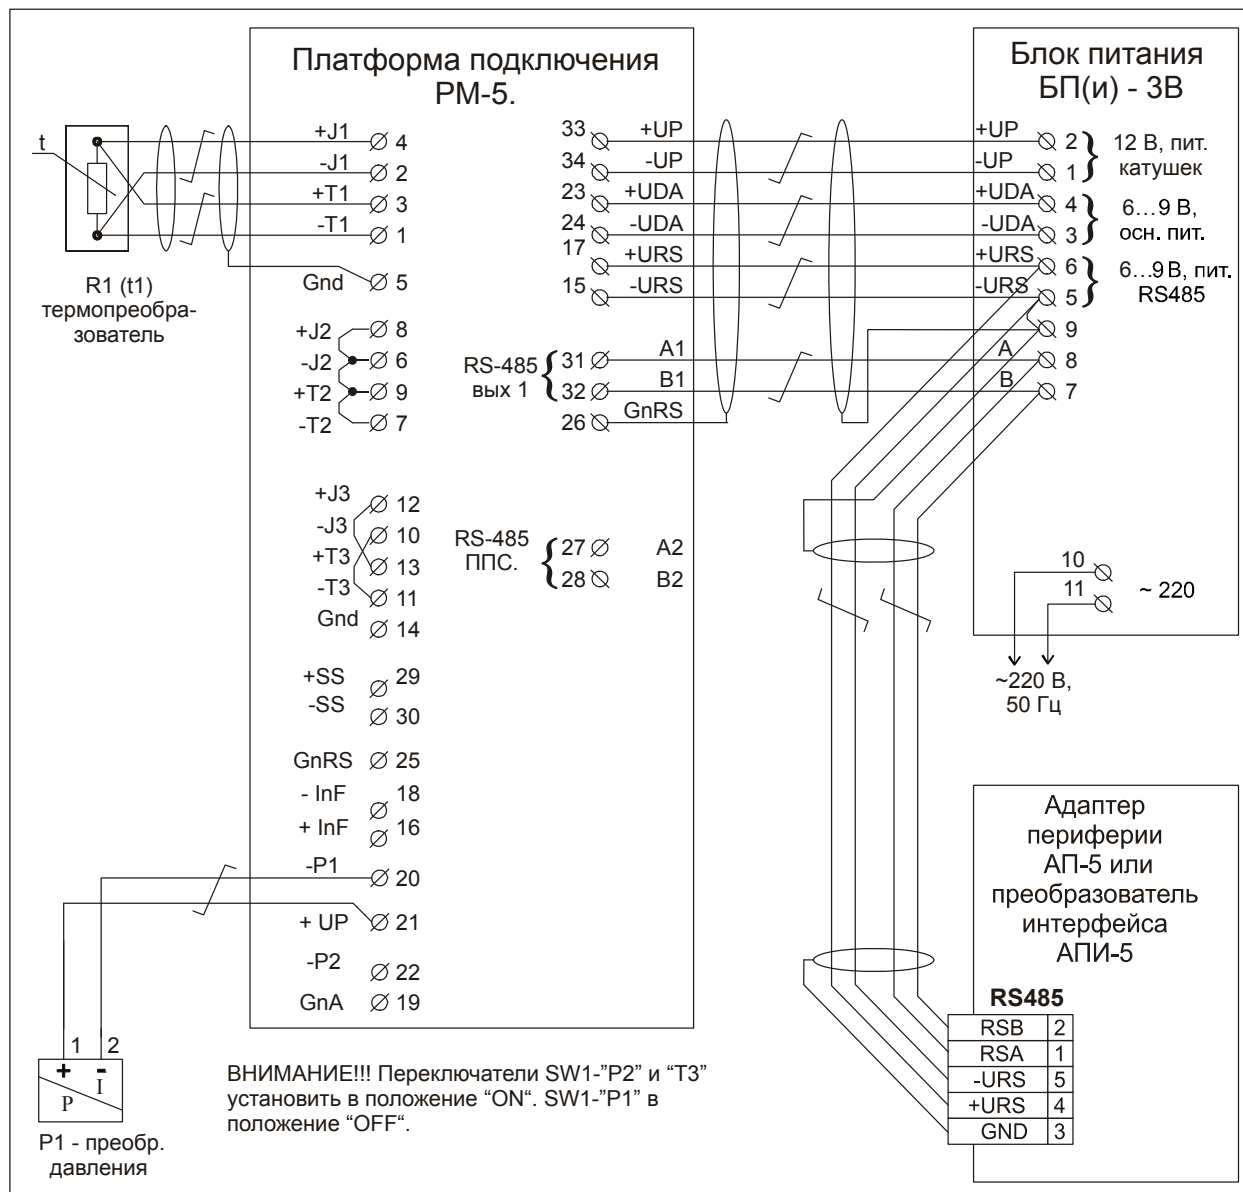 Платформа подключения
РМ-5.
Блок питания
БП(и) - 3В
t
R1 (t1)
термопреобра-
зователь
+J1 4
-J1 2
+T1 3
-T1 1
Gnd 5
+J2 8
-J2 6
+T2 9
-T2 7
+J3 12
-J3 10
+T3 13
-T3 11
Gnd 14
+SS 29
-SS 30
GnRS 25
- InF 18
+ InF 16
-P1 20
+ UP 21
-P2 22
GnA 19
33 +UP
34 -UP
23 +UDA
24 -UDA
17 +URS
15 -URS
RS-485
вых 1
31 A1
32 B1
26 GnRS
RS-485
ППС.
27 A2
28 B2
+UP 2
-UP 1
12 В, пит.
катушек
+UDA 4
-UDA 3
6...9 В,
осн. пит.
+URS 6
-URS 5
6...9 В, пит.
RS485
9
A 8
B 7
10
11
~ 220
~220 В,
50 Гц
Адаптер
периферии
АП-5 или
преобразователь
интерфейса
АПИ-5
RS485
RSB 2
RSA 1
-URS 5
+URS 4
GND 3
1 2
+ -
P I
P1 - преобр.
давления
ВНИМАНИЕ!!! Переключатели SW1-”P2” и “T3”
установить в положение “ON“. SW1-”P1” в
положение “OFF“.